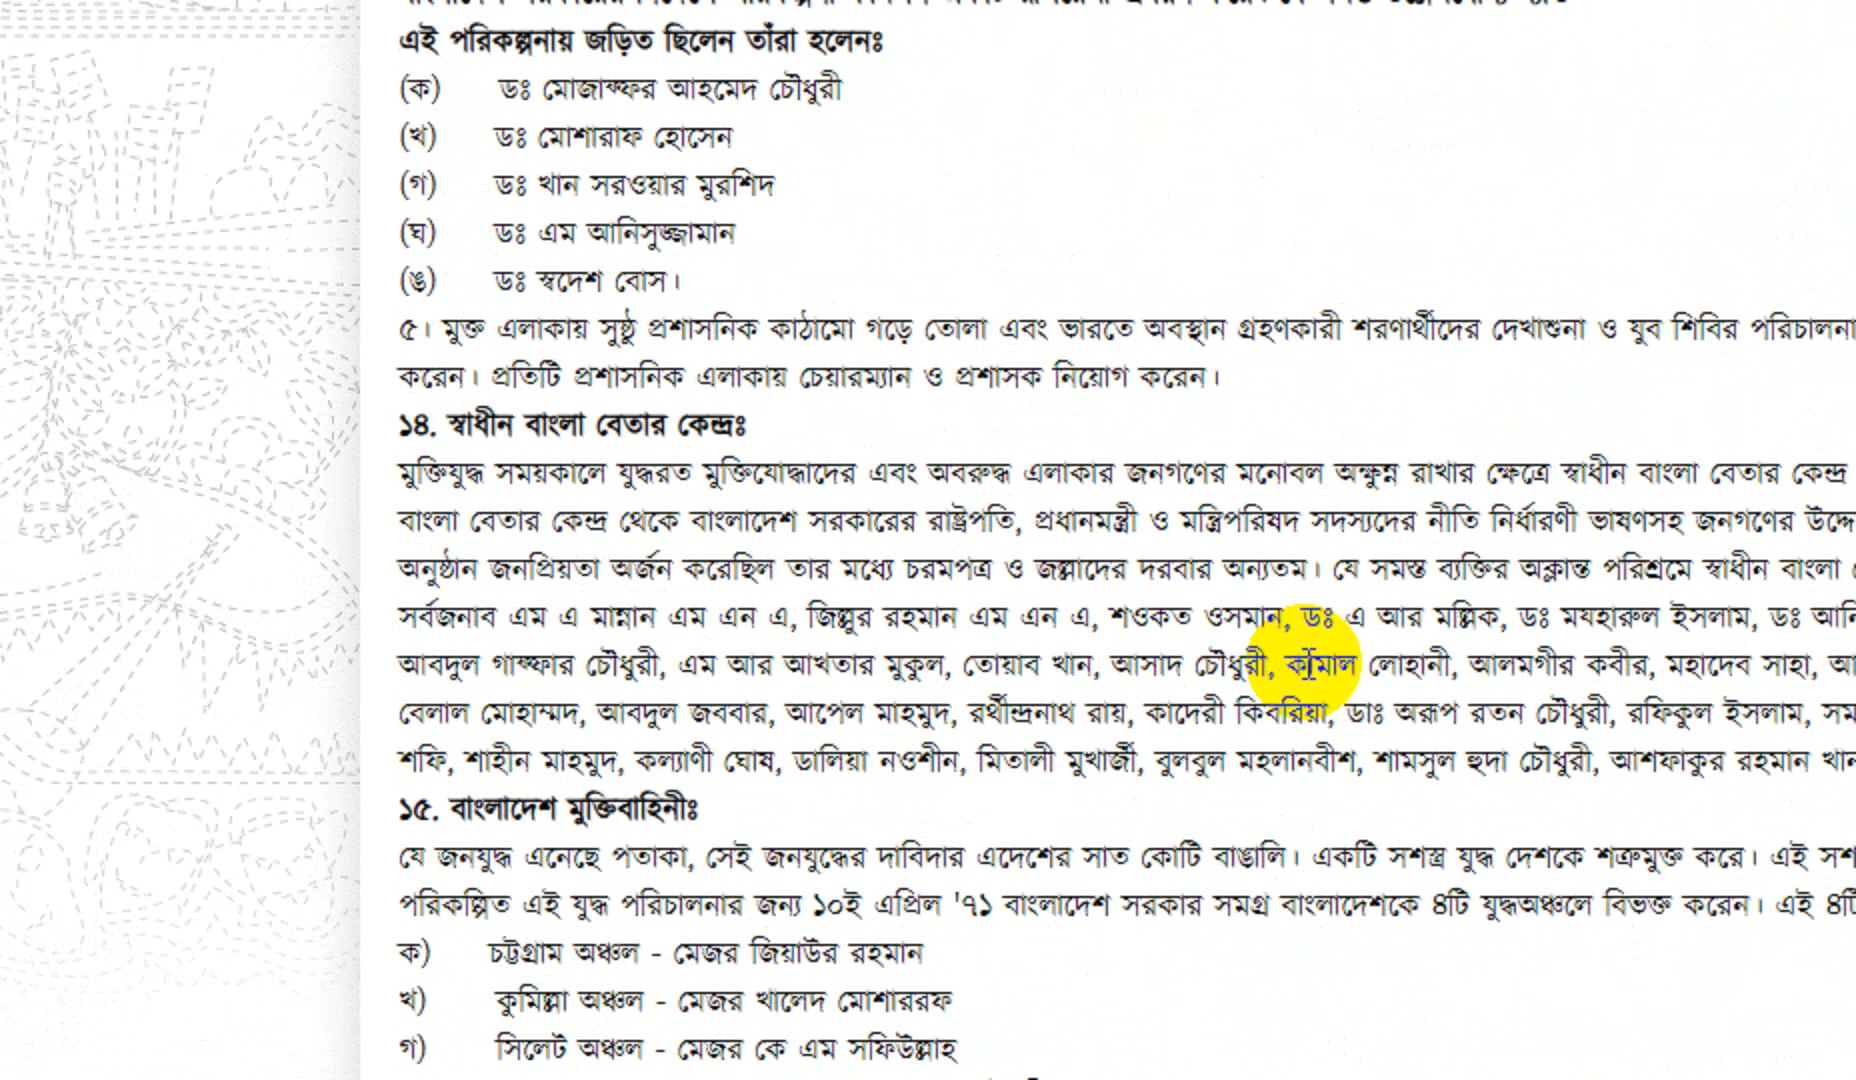 এই পরিকল্পনায় জড়িত ছিলেন তাঁরা হলেনঃ
(ক) ডঃ মোজাফ্ফর আহমেদ চৌধুরী
(খ) ডঃ মোশারাফ হোসেন
(গ) ডঃ খান সরওয়ার মুরশিদ
(ঘ) ডঃ এম আনিসুজ্জামান
(ঙ) ডঃ স্বদেশ বোস।
৫। মুক্ত এলাকায় সুষ্ঠু প্রশাসনিক কাঠামো গড়ে তোলা এবং ভারতে অবস্থান গ্রহণকারী শরণার্থীদের দেখাশুনা ও যুব শিবির পরিচালনা
করেন। প্রতিটি প্রশাসনিক এলাকায় চেয়ারম্যান ও প্রশাসক নিয়োগ করেন।
১৪. স্বাধীন বাংলা বেতার কেন্দ্রঃ
মুক্তিযুদ্ধ সময়কালে যুদ্ধরত মুক্তিযোদ্ধাদের এবং অবরুদ্ধ এলাকার জনগণের মনোবল অক্ষুন্ন রাখার ক্ষেত্রে স্বাধীন বাংলা বেতার কেন্দ্র
বাংলা বেতার কেন্দ্র থেকে বাংলাদেশ সরকারের রাষ্ট্রপতি, প্রধানমন্ত্রী ও মন্ত্রিপরিষদ সদস্যদের নীতি নির্ধারণী ভাষণসহ জনগণের
অনুষ্ঠান জনপ্রিয়তা অর্জন করেছিল তার মধ্যে চরমপত্র ও জল্লাদের দরবার অন্যতম। যে সমস্ত ব্যক্তির অক্লান্ত পরিশ্রমে স্বাধীন বাংলা
সর্বজনাব এম এ মান্নান এম এন এ, জিল্লুর রহমান এম এন এ, শওকত ওসমান, ডঃ এ আর মল্লিক, ডঃ মযহারুল ইসলাম, ডঃ
আবদুল গাফ্ফার চৌধুরী, এম আর আখতার মুকুল, তোয়াব খান, আসাদ চৌধুরী, কামাল লোহানী, আলমগীর কবীর, মহাদেব সাহা,
বেলাল মোহাম্মদ, আবদুল জববার, আপেল মাহমুদ, রথীন্দ্রনাথ রায়, কাদেরী কিবরিয়া, ডাঃ অরূপ রতন চৌধুরী, রফিকুল ইসলাম,
শফি, শাহীন মাহমুদ, কল্যাণী ঘোষ, ডালিয়া নওশীন, মিতালী মুখার্জী, বুলবুল মহলানবীশ, শামসুল হুদা চৌধুরী, আশফাকুর রহমান খান
১৫. বাংলাদেশ মুক্তিবাহিনীঃ
যে জনযুদ্ধ এনেছে পতাকা, সেই জনযুদ্ধের দাবিদার এদেশের সাত কোটি বাঙালি। একটি সশস্ত্র যুদ্ধ দেশকে শত্রুমুক্ত করে। এই
পরিকল্পিত এই যুদ্ধ পরিচালনার জন্য ১০ই এপ্রিল '৭১ বাংলাদেশ সরকার সমগ্র বাংলাদেশকে ৪টি যুদ্ধঅঞ্চলে বিভক্ত করেন। এই ৪টি
ক) চট্টগ্রাম অঞ্চল - মেজর জিয়াউর রহমান
খ) কুমিল্লা অঞ্চল - মেজর খালেদ মোশাররফ
গ) সিলেট অঞ্চল - মেজর কে এম সফিউল্লাহ